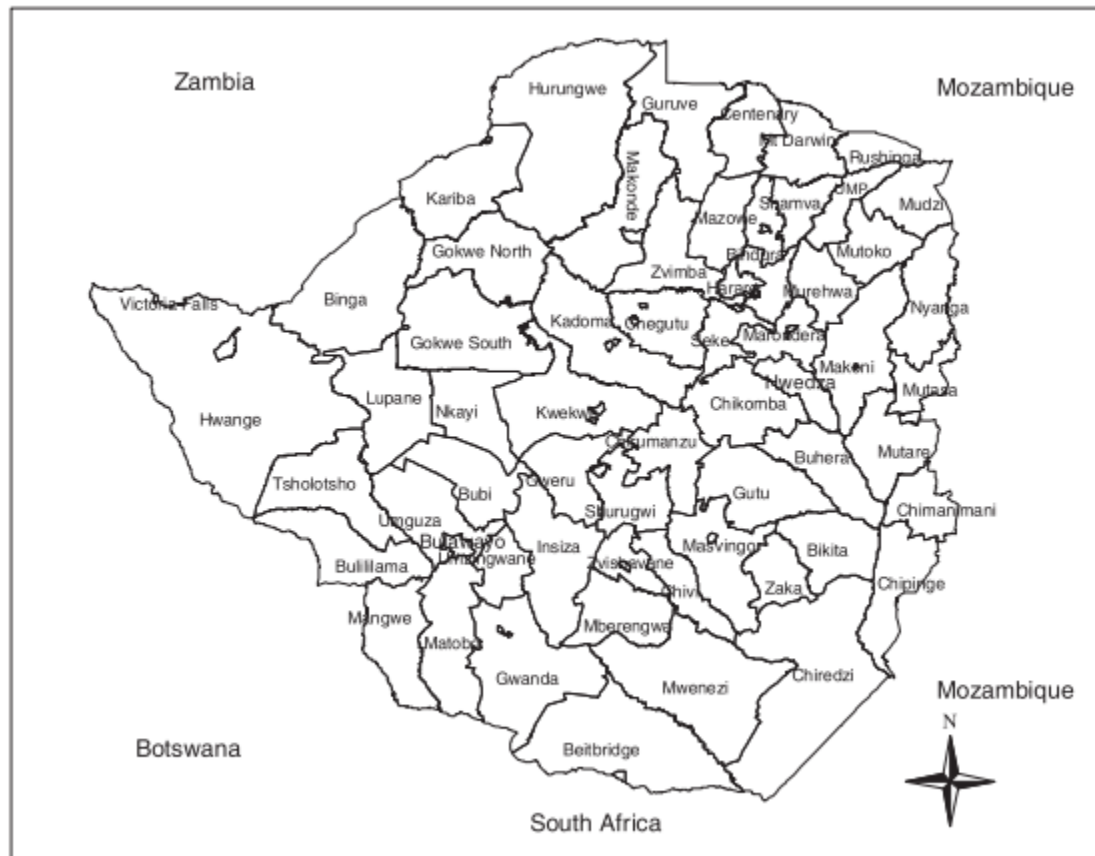 Zambia
Mozambique
Hurungwe
Guruve
Centenary
Mt Darwin
Rushinga
Makonde
UMP
Kariba
Shamva
Mudzi
Mazowe
Gokwe North
Bindura
Mutoko
Zvimba
Harare
Murehwa
Victoria Falls
Binga
Nyanga
Kadoma
Chegutu
Gokwe South
Seke
Marondera
Makoni
Hwedza
Mutasa
Lupane
Nkayi
Kwekwe
Chikomba
Hwange
Chirumanzu
Buhera
Mutare
Tsholotsho
Bubi
Gweru
Gutu
Umguza
Shurugwi
Chimanimani
Bulawayo
Insiza
Masvingo
Bikita
Umzingwane
Bulililama
Zvishavane
Chivi
Zaka
Chipinge
Mangwe
Mberengwa
Matobo
Gwanda
Mwenezi
Chiredzi
Mozambique
N
Botswana
Beitbridge
South Africa